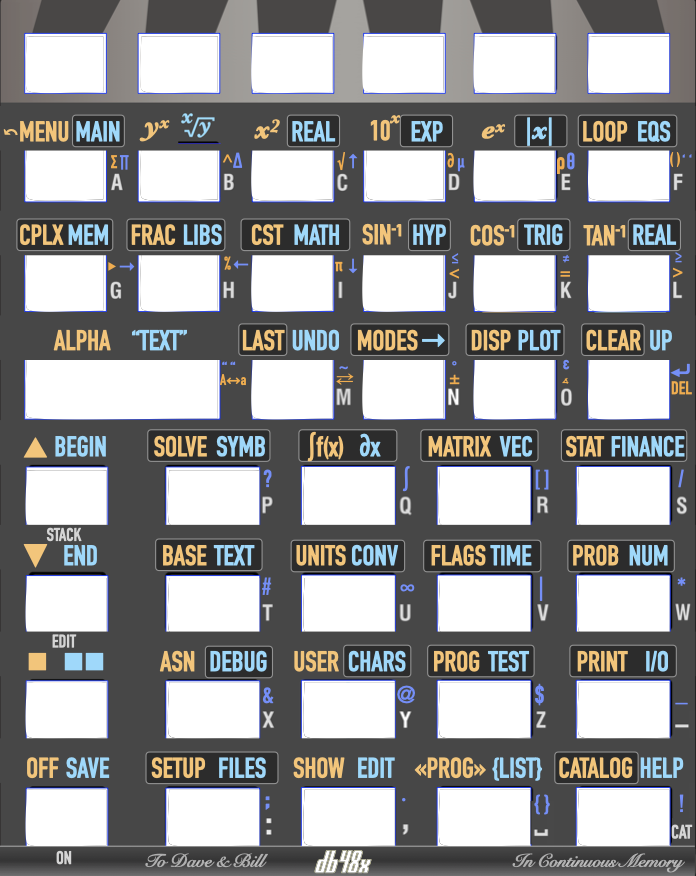 MENU MAIN yˣ ˣ√y x² REAL 10ˣ EXP eˣ |x| LOOP EQS
ΣΠ ^Δ √↑ ∂μ ρθ ()
A B C D E F
CPLX MEM FRAC LIBS CST MATH SIN⁻¹ HYP COS⁻¹ TRIG TAN⁻¹ REAL
▶→ %← π↓ ≤ ≠ ≥
< = >
G H I J K L
ALPHA “TEXT” LAST UNDO MODES → DISP PLOT CLEAR UP
"" ~ ° ε ↵
A↔a ⇄ ± ∡ DEL
M N O
▲ BEGIN SOLVE SYMB ∫f(x) ∂x MATRIX VEC STAT FINANCE
? ∫ [] /
P Q R S
STACK
▼ END BASE TEXT UNITS CONV FLAGS TIME PROB NUM
# ∞ | *
T U V W
EDIT
ASN DEBUG USER CHARS PROG TEST PRINT I/O
& @ $ _
X Y Z –
OFF SAVE SETUP FILES SHOW EDIT «PROG» {LIST} CATALOG HELP
; · {} !
: , ␣ CAT
ON To Dave & Bill db48x In Continuous Memory